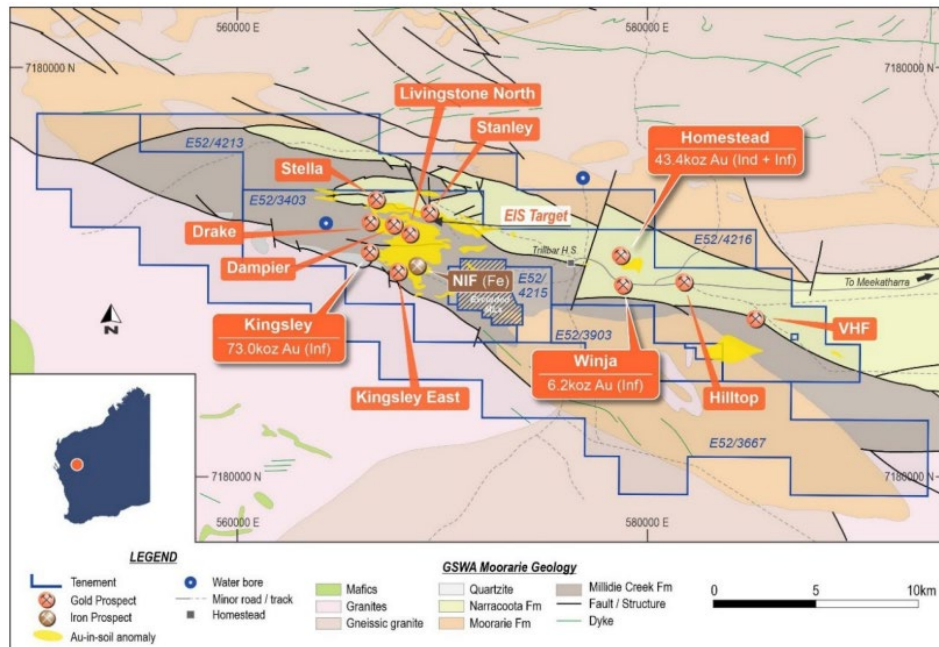 560000 E
580000 E
7180000 N
7180000 N
Livingstone North
Stanley
Homestead
43.4koz Au (Ind + Inf)
E52/4213
Stella
E52/3403
EIS Target
E52/4216
Drake
Trillbar H.S.
Dampier
To Meekatharra
NIF (Fe)
E52/
4215
Excluded
Kingsley
73.0koz Au (Inf)
E52/3903
VHF
Winja
6.2koz Au (Inf)
Kingsley East
Hilltop
N
E52/3667
7180000 N
7180000 N
560000 E
580000 E
LEGEND
Tenement
Gold Prospect
Iron Prospect
Au-in-soil anomaly
Water bore
Minor road / track
Homestead
GSWA Moorarie Geology
Mafics
Granites
Gneissic granite
Quartzite
Narracoota Fm
Moorarie Fm
Millidie Creek Fm
Fault / Structure
Dyke
0 5 10km